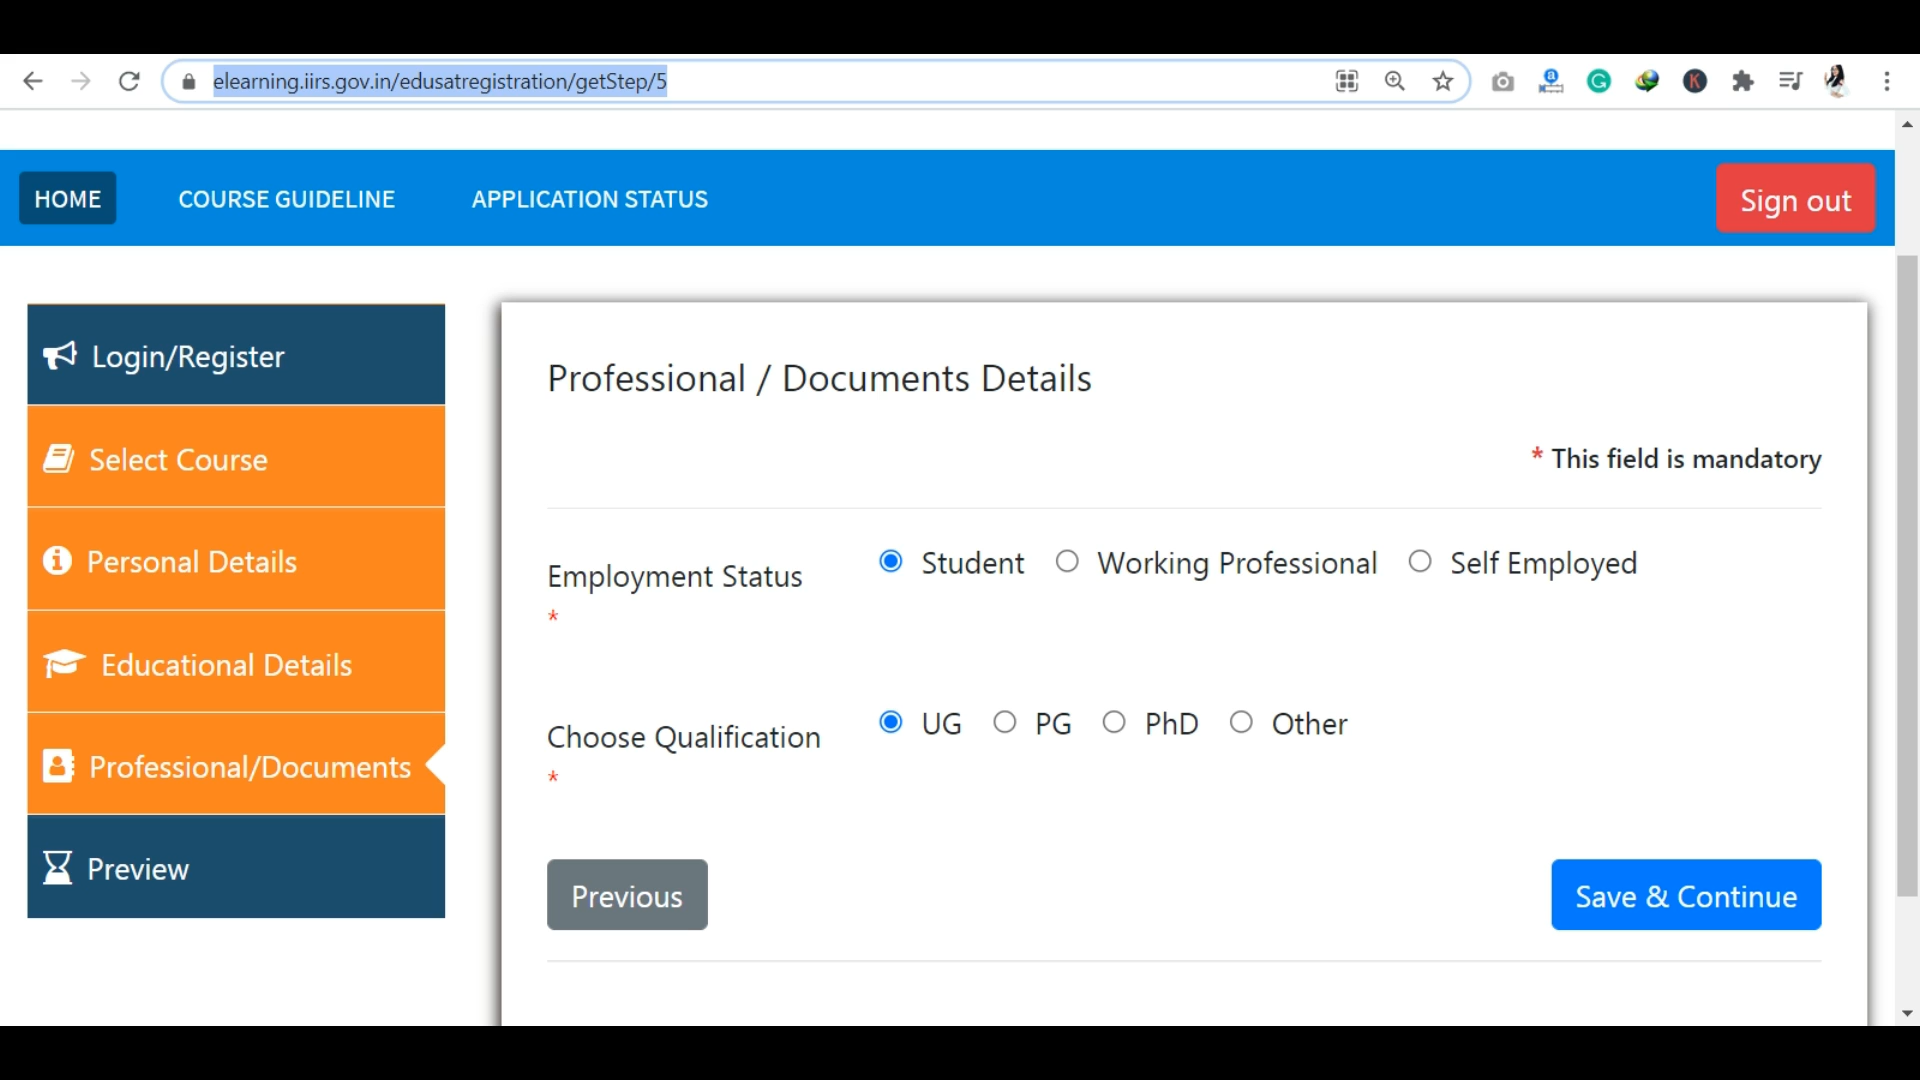 elearning.iirs.gov.in/edusatregistration/getStep/5
HOME COURSE GUIDELINE APPLICATION STATUS Sign out
Login/Register
Select Course
Personal Details
Educational Details
Professional/Documents
Preview
Professional / Documents Details
* This field is mandatory
Employment Status Student Working Professional Self Employed
*
Choose Qualification UG PG PhD Other
*
Previous Save & Continue